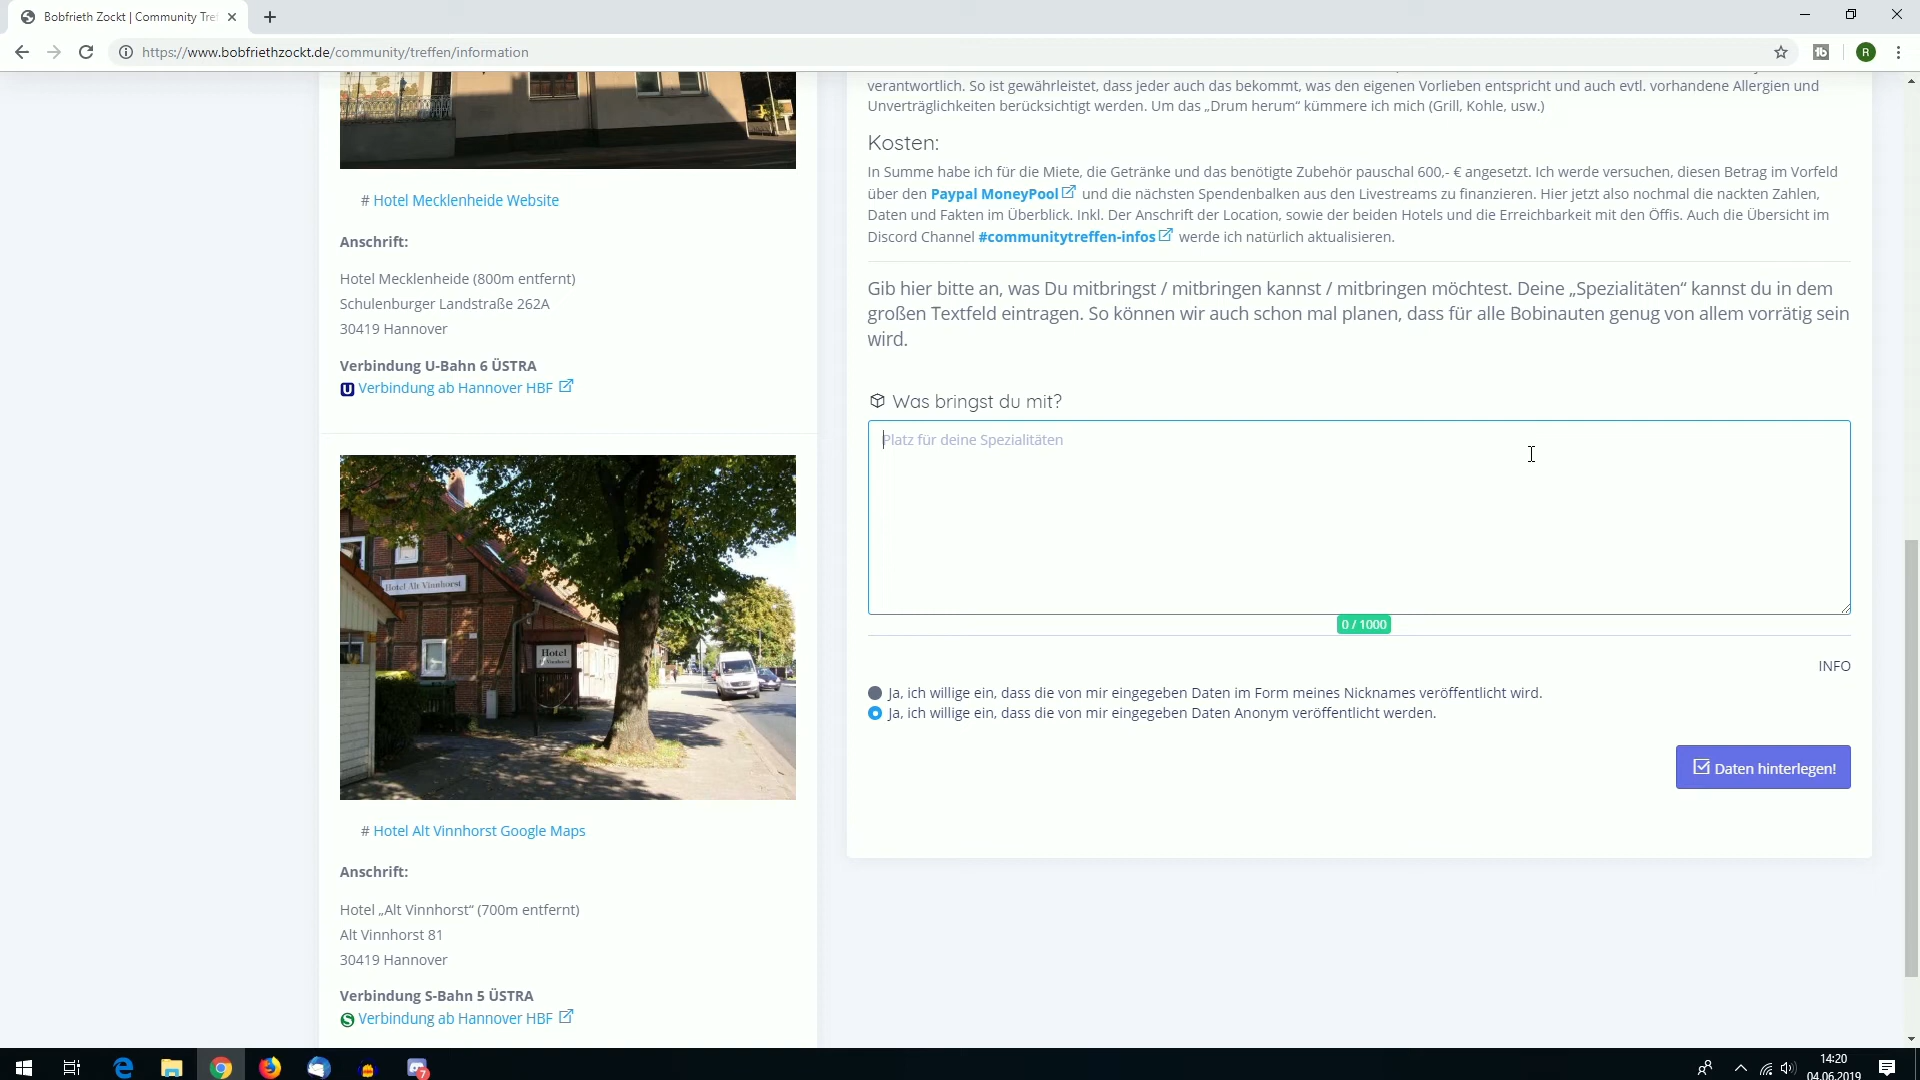 Bobfrieth Zockt | Community Tre
https://www.bobfriethzockt.de/community/treffen/information
R
# Hotel Mecklenheide Website
Anschrift:
Hotel Mecklenheide (800m entfernt)
Schulenburger Landstraße 262A
30419 Hannover
Verbindung U-Bahn 6 ÜSTRA
U Verbindung ab Hannover HBF
Hotel Alt Vinnhorst
Hotel
# Hotel Alt Vinnhorst Google Maps
Anschrift:
Hotel „Alt Vinnhorst“ (700m entfernt)
Alt Vinnhorst 81
30419 Hannover
Verbindung S-Bahn 5 ÜSTRA
S Verbindung ab Hannover HBF
verantwortlich. So ist gewährleistet, dass jeder auch das bekommt, was den eigenen Vorlieben entspricht und auch evtl. vorhandene Allergien und
Unverträglichkeiten berücksichtigt werden. Um das „Drum herum“ kümmere ich mich (Grill, Kohle, usw.)
Kosten:
In Summe habe ich für die Miete, die Getränke und das benötigte Zubehör pauschal 600,- € angesetzt. Ich werde versuchen, diesen Betrag im Vorfeld
über den Paypal MoneyPool und die nächsten Spendenbalken aus den Livestreams zu finanzieren. Hier jetzt also nochmal die nackten Zahlen,
Daten und Fakten im Überblick. Inkl. Der Anschrift der Location, sowie der beiden Hotels und die Erreichbarkeit mit den Öffis. Auch die Übersicht im
Discord Channel #communitytreffen-infos werde ich natürlich aktualisieren.
Gib hier bitte an, was Du mitbringst / mitbringen kannst / mitbringen möchtest. Deine „Spezialitäten“ kannst du in dem
großen Textfeld eintragen. So können wir auch schon mal planen, dass für alle Bobinauten genug von allem vorrätig sein
wird.
Was bringst du mit?
Platz für deine Spezialitäten
0 / 1000
INFO
Ja, ich willige ein, dass die von mir eingegeben Daten im Form meines Nicknames veröffentlicht wird.
Ja, ich willige ein, dass die von mir eingegeben Daten Anonym veröffentlicht werden.
Daten hinterlegen!
7
14:20
04.06.2019